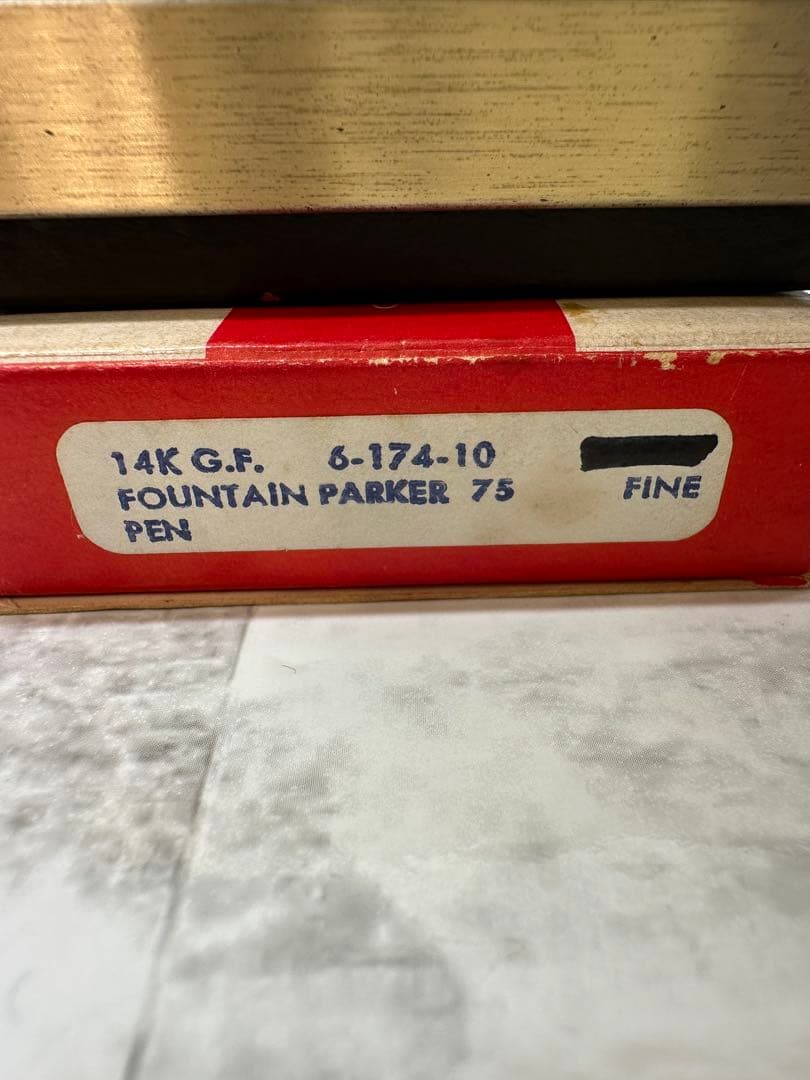 14K G.F. 6-174-10
FOUNTAIN PARKER 75 FINE
PEN